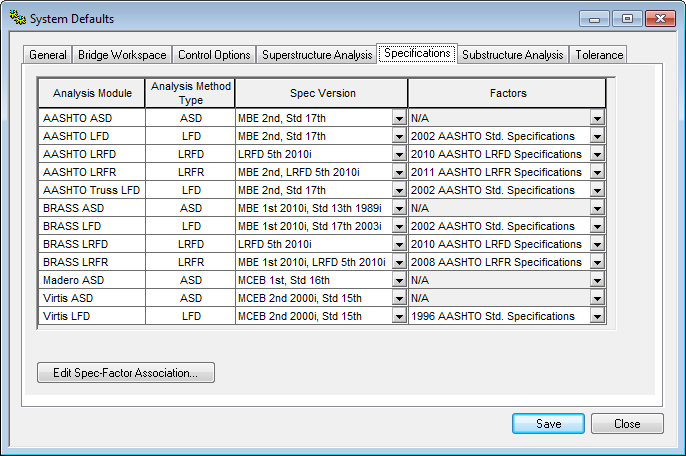 System Defaults
General Bridge Workspace Control Options Superstructure Analysis Specifications Substructure Analysis Tolerance
Analysis Module Analysis Method Type Spec Version Factors
AASHTO ASD ASD MBE 2nd, Std 17th N/A
AASHTO LFD LFD MBE 2nd, Std 17th 2002 AASHTO Std. Specifications
AASHTO LRFD LRFD LRFD 5th 2010i 2010 AASHTO LRFD Specifications
AASHTO LRFR LRFR MBE 2nd, LRFD 5th 2010i 2011 AASHTO LRFR Specifications
AASHTO Truss LFD LFD MBE 2nd, Std 17th 2002 AASHTO Std. Specifications
BRASS ASD ASD MBE 1st 2010i, Std 13th 1989i N/A
BRASS LFD LFD MBE 1st 2010i, Std 17th 2003i 2002 AASHTO Std. Specifications
BRASS LRFD LRFD LRFD 5th 2010i 2010 AASHTO LRFD Specifications
BRASS LRFR LRFR MBE 1st 2010i, LRFD 5th 2010i 2008 AASHTO LRFR Specifications
Madero ASD ASD MCEB 1st, Std 16th N/A
Virtis ASD ASD MCEB 2nd 2000i, Std 15th N/A
Virtis LFD LFD MCEB 2nd 2000i, Std 15th 1996 AASHTO Std. Specifications
Edit Spec-Factor Association...
Save Close